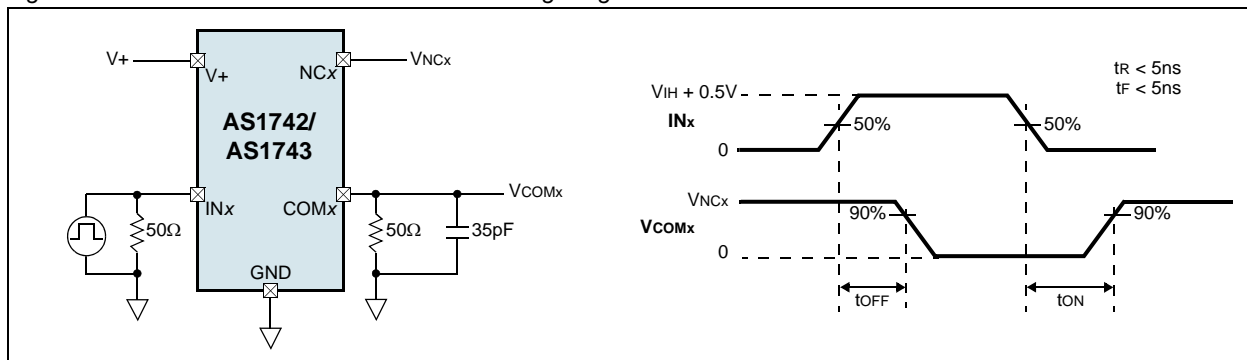 V+
V+
NCx
VNCx
AS1742/
AS1743
INx
COMx
VCOMx
50Ω
50Ω
35pF
GND
tR < 5ns
tF < 5ns
VIH + 0.5V
INx
50%
50%
0
VNCx
90%
90%
VCOMx
0
tOFF
tON